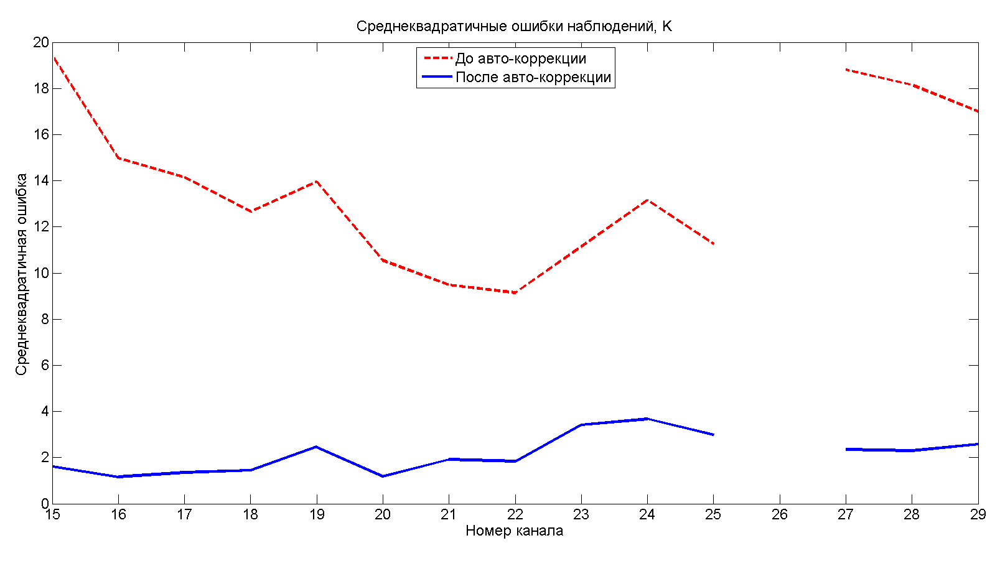 Среднеквадратичные ошибки наблюдений, К
До авто-коррекции
После авто-коррекции
Среднеквадратичная ошибка
20
18
16
14
12
10
8
6
4
2
0
15 16 17 18 19 20 21 22 23 24 25 26 27 28 29
Номер канала